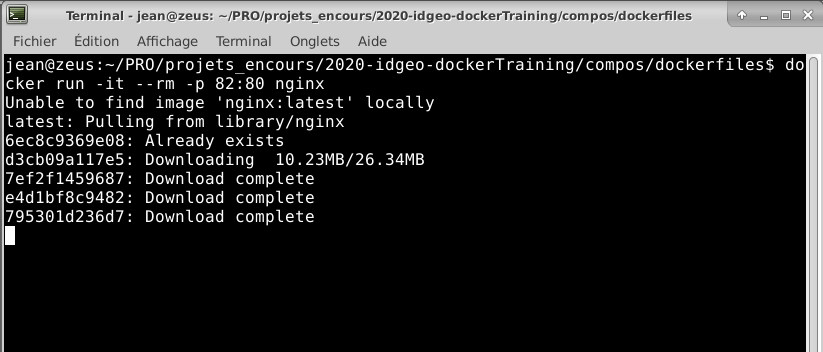 Terminal - jean@zeus: ~/PRO/projets_encours/2020-idgeo-dockerTraining/compos/dockerfiles
Fichier Édition Affichage Terminal Onglets Aide
jean@zeus:~/PRO/projets_encours/2020-idgeo-dockerTraining/compos/dockerfiles$ do
cker run -it --rm -p 82:80 nginx
Unable to find image 'nginx:latest' locally
latest: Pulling from library/nginx
6ec8c9369e08: Already exists
d3cb09a117e5: Downloading  10.23MB/26.34MB
7ef2f1459687: Download complete
e4d1bf8c9482: Download complete
795301d236d7: Download complete